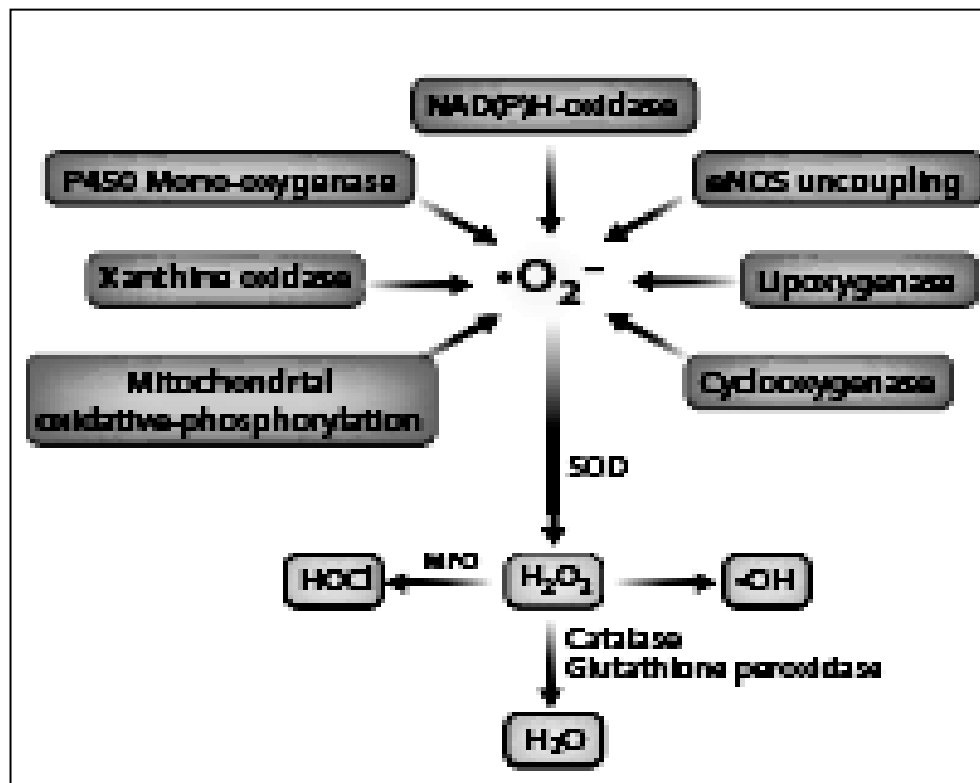 NAD(P)H-oxidase
P450 Mono-oxygenase
eNOS uncoupling
Xanthine oxidase
•O₂⁻
Lipoxygenase
Mitochondrial
oxidative-phosphorylation
Cyclooxygenase
SOD
HOCl
MPO
H₂O₂
•OH
Catalase
Glutathione peroxidase
H₂O